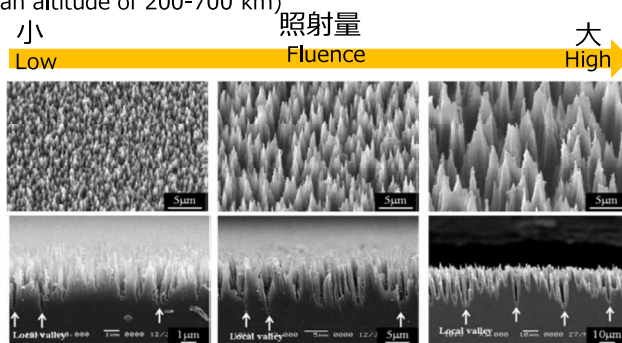 an altitude of 200-700 km)
小 照射量 大
Low Fluence High
5μm 5μm 5μm
Local valley Local valley Local valley
1μm 5μm 10μm